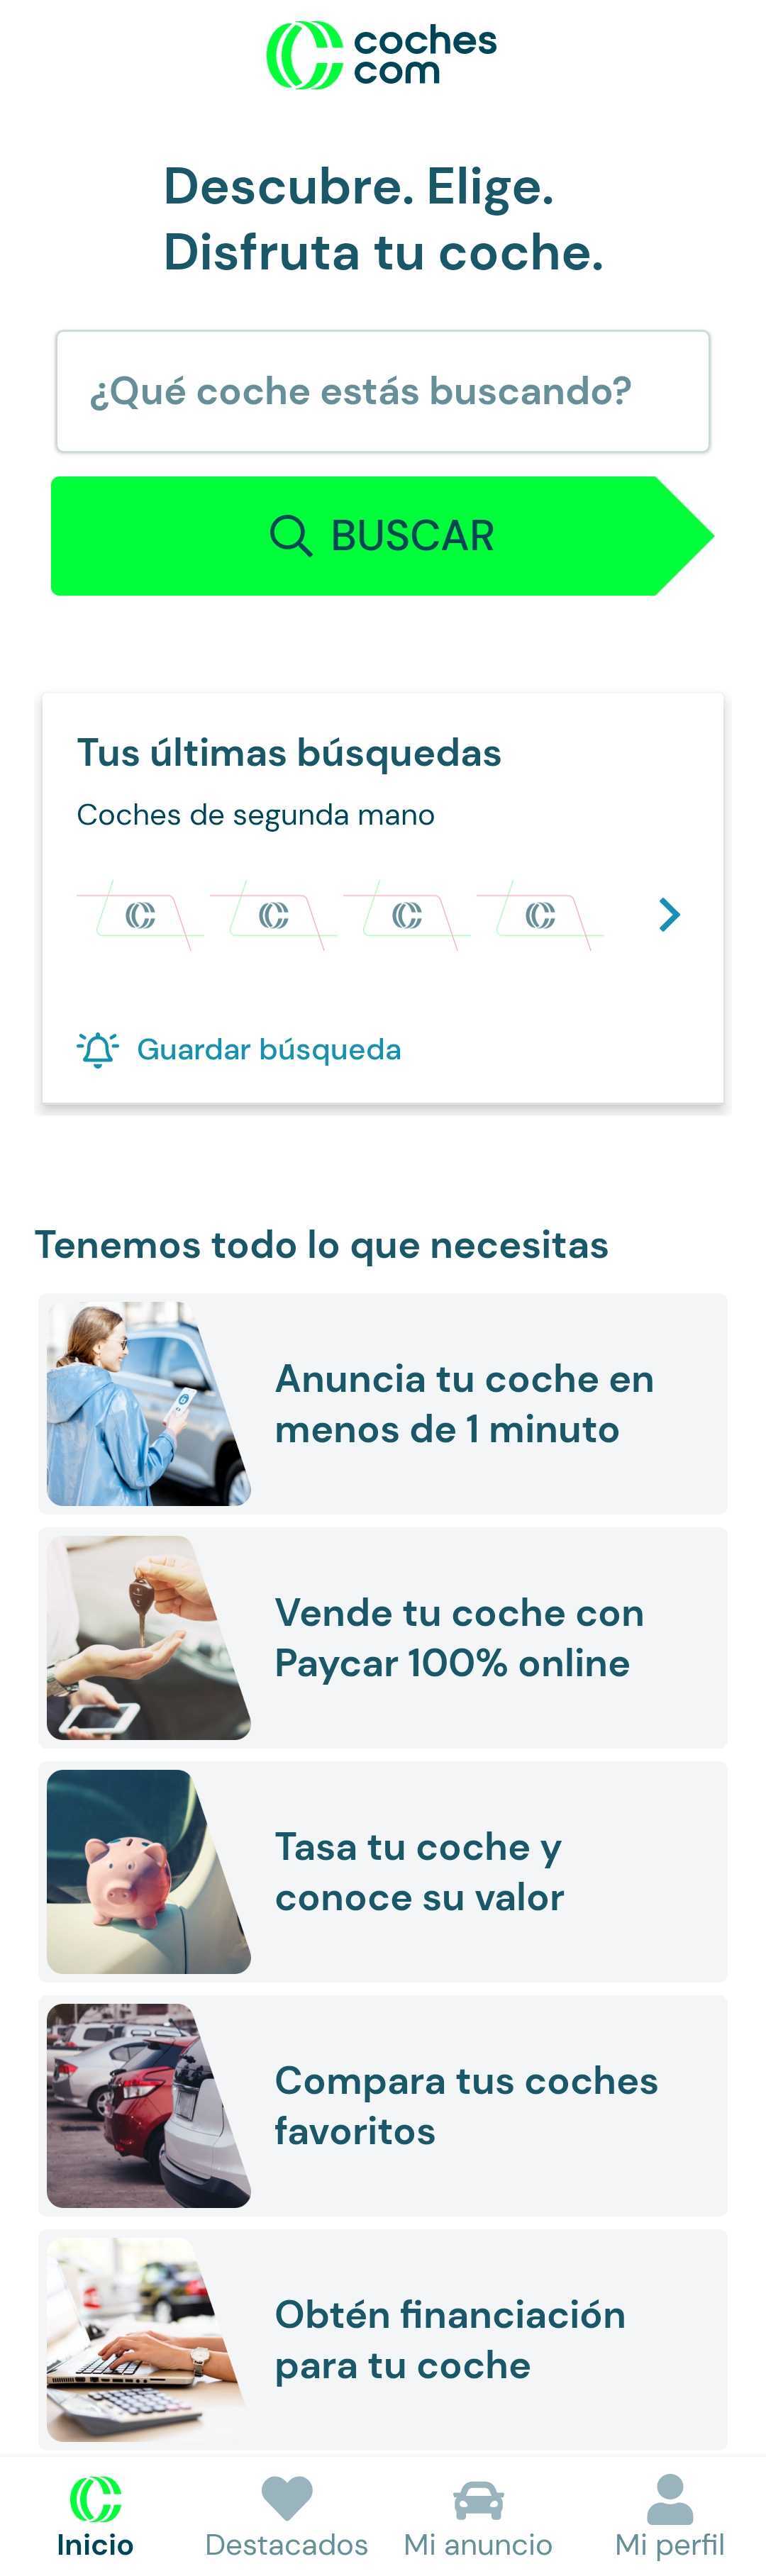 coches
com
Descubre. Elige.
Disfruta tu coche.
¿Qué coche estás buscando?
BUSCAR
Tus últimas búsquedas
Coches de segunda mano
Guardar búsqueda
Tenemos todo lo que necesitas
Anuncia tu coche en
menos de 1 minuto
Vende tu coche con
Paycar 100% online
Tasa tu coche y
conoce su valor
Compara tus coches
favoritos
Obtén financiación
para tu coche
Inicio
Destacados
Mi anuncio
Mi perfil